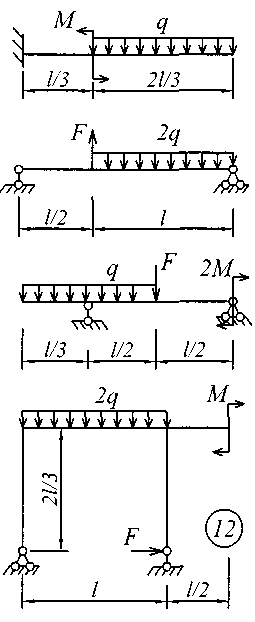 M q
l/3 2l/3
F 2q
l/2 l
q F 2M
l/3 l/2 l/2
2q M
2l/3
F 12
l l/2